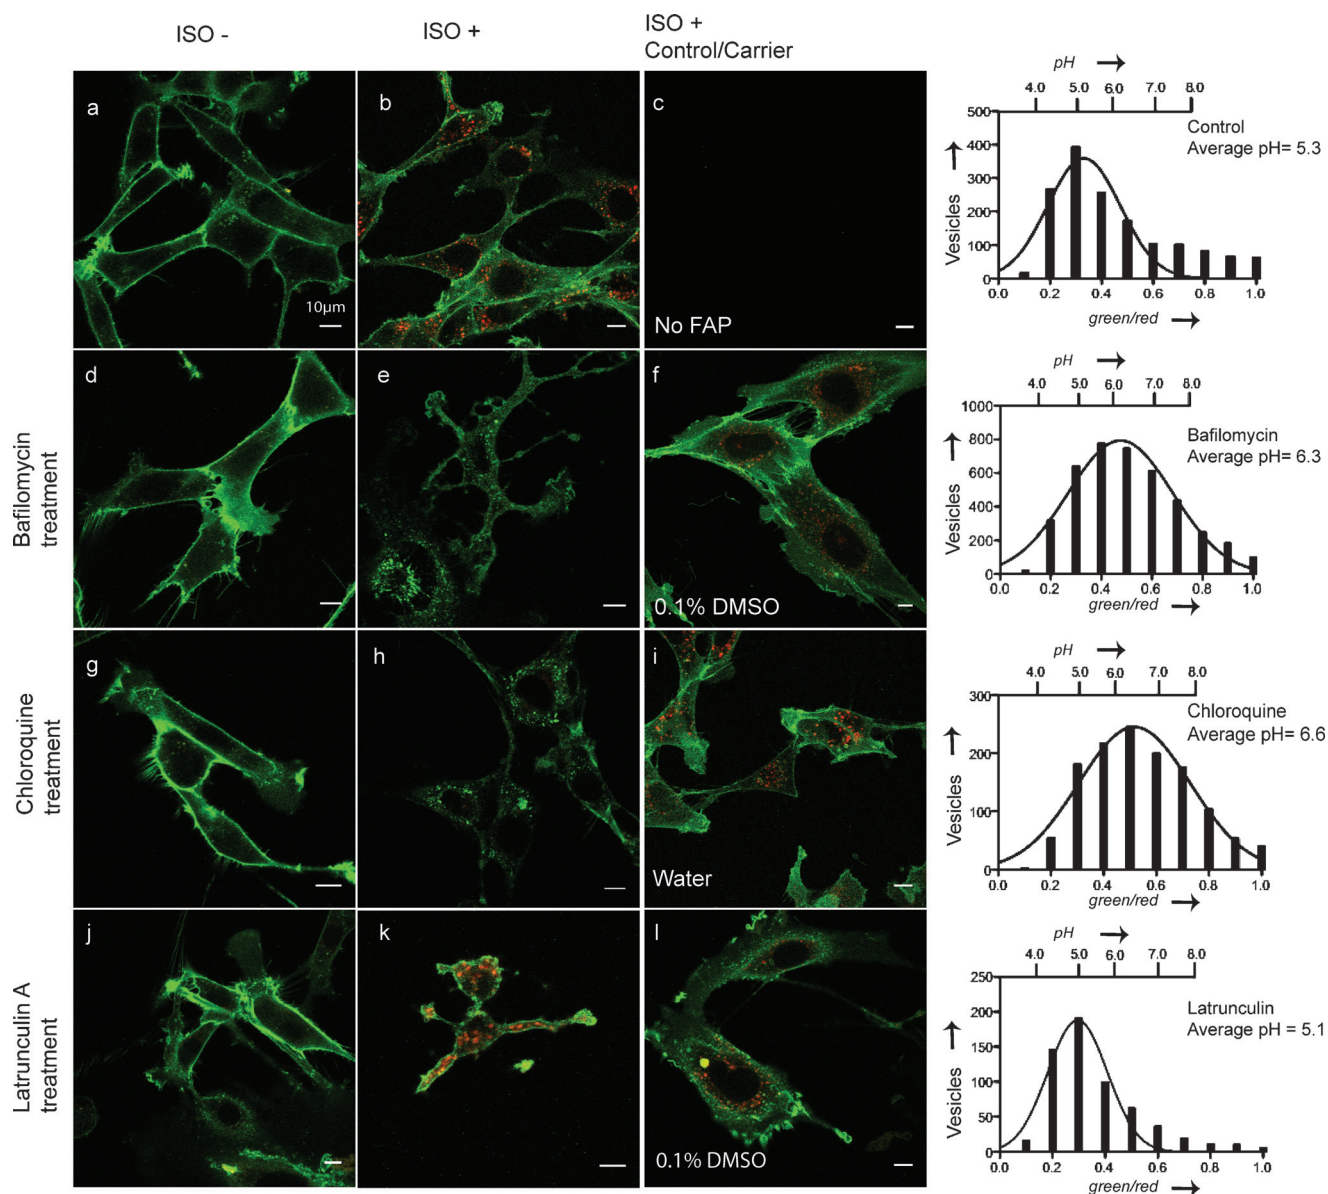 ISO -
ISO +
ISO +
Control/Carrier
a
10µm
b
c
No FAP
pH
4.0 5.0 6.0 7.0 8.0
Control
Average pH= 5.3
Vesicles
500
400
300
200
100
0
0.0 0.2 0.4 0.6 0.8 1.0
green/red
Bafilomycin
treatment
d
e
f
0.1% DMSO
pH
4.0 5.0 6.0 7.0 8.0
Bafilomycin
Average pH= 6.3
Vesicles
1000
800
600
400
200
0
0.0 0.2 0.4 0.6 0.8 1.0
green/red
Chloroquine
treatment
g
h
i
Water
pH
4.0 5.0 6.0 7.0 8.0
Chloroquine
Average pH= 6.6
Vesicles
300
200
100
0
0.0 0.2 0.4 0.6 0.8 1.0
green/red
Latrunculin A
treatment
j
k
l
0.1% DMSO
pH
4.0 5.0 6.0 7.0 8.0
Latrunculin
Average pH = 5.1
Vesicles
250
200
150
100
50
0
0.0 0.2 0.4 0.6 0.8 1.0
green/red